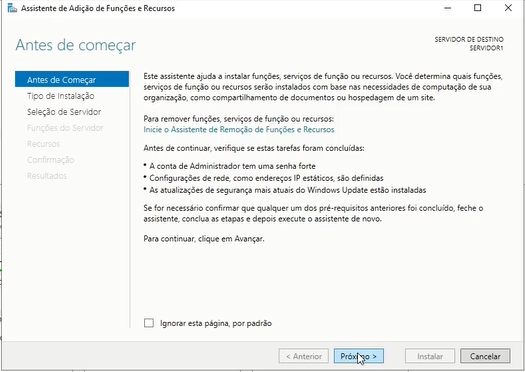 Assistente de Adição de Funções e Recursos
Antes de começar
SERVIDOR DE DESTINO
SERVIDOR1
Antes de Começar
Tipo de Instalação
Seleção de Servidor
Funções do Servidor
Recursos
Confirmação
Resultados
Este assistente ajuda a instalar funções, serviços de função ou recursos. Você determina quais funções,
serviços de função ou recursos serão instalados com base nas necessidades de computação de sua
organização, como compartilhamento de documentos ou hospedagem de um site.
Para remover funções, serviços de função ou recursos:
Inicie o Assistente de Remoção de Funções e Recursos
Antes de continuar, verifique se estas tarefas foram concluídas:
• A conta de Administrador tem uma senha forte
• Configurações de rede, como endereços IP estáticos, são definidas
• As atualizações de segurança mais atuais do Windows Update estão instaladas
Se for necessário confirmar que qualquer um dos pré-requisitos anteriores foi concluído, feche o
assistente, conclua as etapas e depois execute o assistente de novo.
Para continuar, clique em Avançar.
Ignorar esta página, por padrão
< Anterior
Próximo >
Instalar
Cancelar